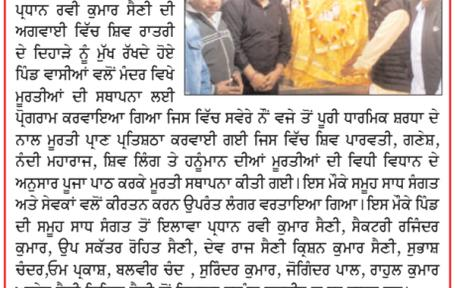 ਪ੍ਰਧਾਨ ਰਵੀ ਕੁਮਾਰ ਸੈਣੀ ਦੀ
ਅਗਵਾਈ ਵਿੱਚ ਸ਼ਿਵ ਰਾਤਰੀ
ਦੇ ਦਿਹਾੜੇ ਨੂੰ ਮੁੱਖ ਰੱਖਦੇ ਹੋਏ
ਪਿੰਡ ਵਾਸੀਆਂ ਵਲੋਂ ਮੰਦਰ ਵਿਖੇ
ਮੂਰਤੀਆਂ ਦੀ ਸਥਾਪਨਾ ਲਈ
ਪ੍ਰੋਗਰਾਮ ਕਰਵਾਇਆ ਗਿਆ ਜਿਸ ਵਿੱਚ ਸਵੇਰੇ ਨੌਂ ਵਜੇ ਤੋਂ ਪੂਰੀ ਧਾਰਮਿਕ ਸ਼ਰਧਾ ਦੇ
ਨਾਲ ਮੂਰਤੀ ਪ੍ਰਾਣ ਪ੍ਰਤਿਸ਼ਠਾ ਕਰਵਾਈ ਗਈ ਜਿਸ ਵਿੱਚ ਸ਼ਿਵ ਪਾਰਵਤੀ, ਗਣੇਸ਼,
ਨੰਦੀ ਮਹਾਰਾਜ, ਸ਼ਿਵ ਲਿੰਗ ਤੇ ਹਨੂੰਮਾਨ ਦੀਆਂ ਮੂਰਤੀਆਂ ਦੀ ਵਿਧੀ ਵਿਧਾਨ ਦੇ
ਅਨੁਸਾਰ ਪੂਜਾ ਪਾਠ ਕਰਕੇ ਮੂਰਤੀ ਸਥਾਪਨਾ ਕੀਤੀ ਗਈ। ਇਸ ਮੌਕੇ ਸਮੂਹ ਸਾਧ ਸੰਗਤ
ਅਤੇ ਸੇਵਕਾਂ ਵਲੋਂ ਕੀਰਤਨ ਕਰਨ ਉਪਰੰਤ ਲੰਗਰ ਵਰਤਾਇਆ ਗਿਆ। ਇਸ ਮੌਕੇ ਪਿੰਡ
ਦੀ ਸਮੂਹ ਸਾਧ ਸੰਗਤ ਤੋਂ ਇਲਾਵਾ ਪ੍ਰਧਾਨ ਰਵੀ ਕੁਮਾਰ ਸੈਣੀ, ਸੈਕਟਰੀ ਰਜਿੰਦਰ
ਕੁਮਾਰ, ਉਪ ਸਕੱਤਰ ਰੋਹਿਤ ਸੈਣੀ, ਦੇਵ ਰਾਜ ਸੈਣੀ ਕ੍ਰਿਸ਼ਨ ਕੁਮਾਰ ਸੈਣੀ, ਸੁਭਾਸ਼
ਚੰਦਰ,ਓਮ ਪ੍ਰਕਾਸ਼, ਬਲਵੀਰ ਚੰਦ , ਸੁਰਿੰਦਰ ਕੁਮਾਰ, ਜੋਗਿੰਦਰ ਪਾਲ, ਰਾਹੁਲ ਕੁਮਾਰ